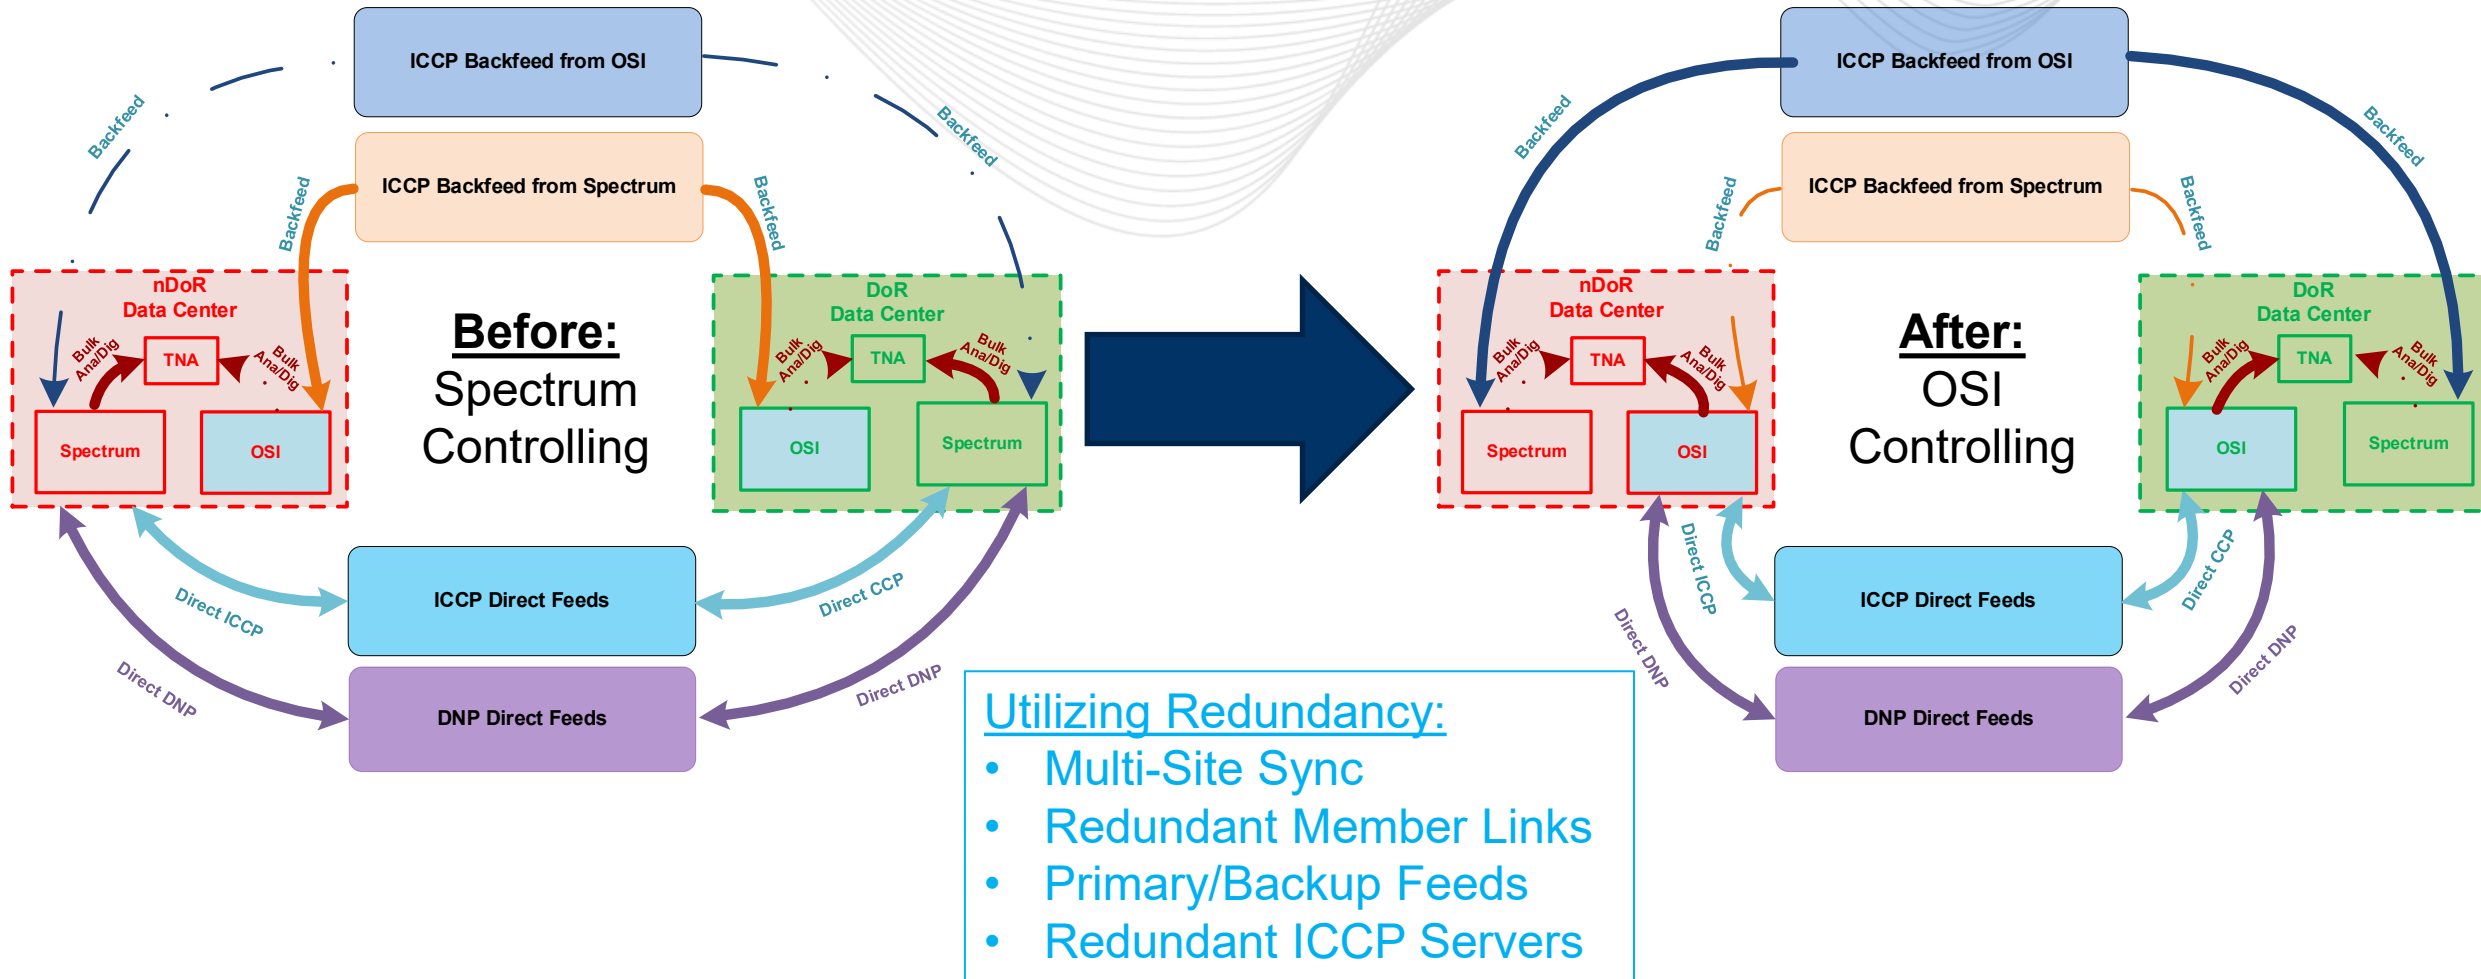 ICCP Backfeed from OSI
Backfeed
Backfeed
ICCP Backfeed from Spectrum
Backfeed
Backfeed
nDoR
Data Center
TNA
Bulk
Ana/Dig
Bulk
Ana/Dig
Spectrum
OSI
Before:
Spectrum
Controlling
DoR
Data Center
TNA
Bulk
Ana/Dig
Bulk
Ana/Dig
OSI
Spectrum
Direct ICCP
ICCP Direct Feeds
Direct CCP
Direct DNP
DNP Direct Feeds
Direct DNP
ICCP Backfeed from OSI
Backfeed
Backfeed
ICCP Backfeed from Spectrum
Backfeed
Backfeed
nDoR
Data Center
TNA
Bulk
Ana/Dig
Bulk
Ana/Dig
Spectrum
OSI
After:
OSI
Controlling
DoR
Data Center
TNA
Bulk
Ana/Dig
Bulk
Ana/Dig
OSI
Spectrum
Direct ICCP
ICCP Direct Feeds
Direct CCP
Direct DNP
DNP Direct Feeds
Direct DNP
Utilizing Redundancy:
• Multi-Site Sync
• Redundant Member Links
• Primary/Backup Feeds
• Redundant ICCP Servers